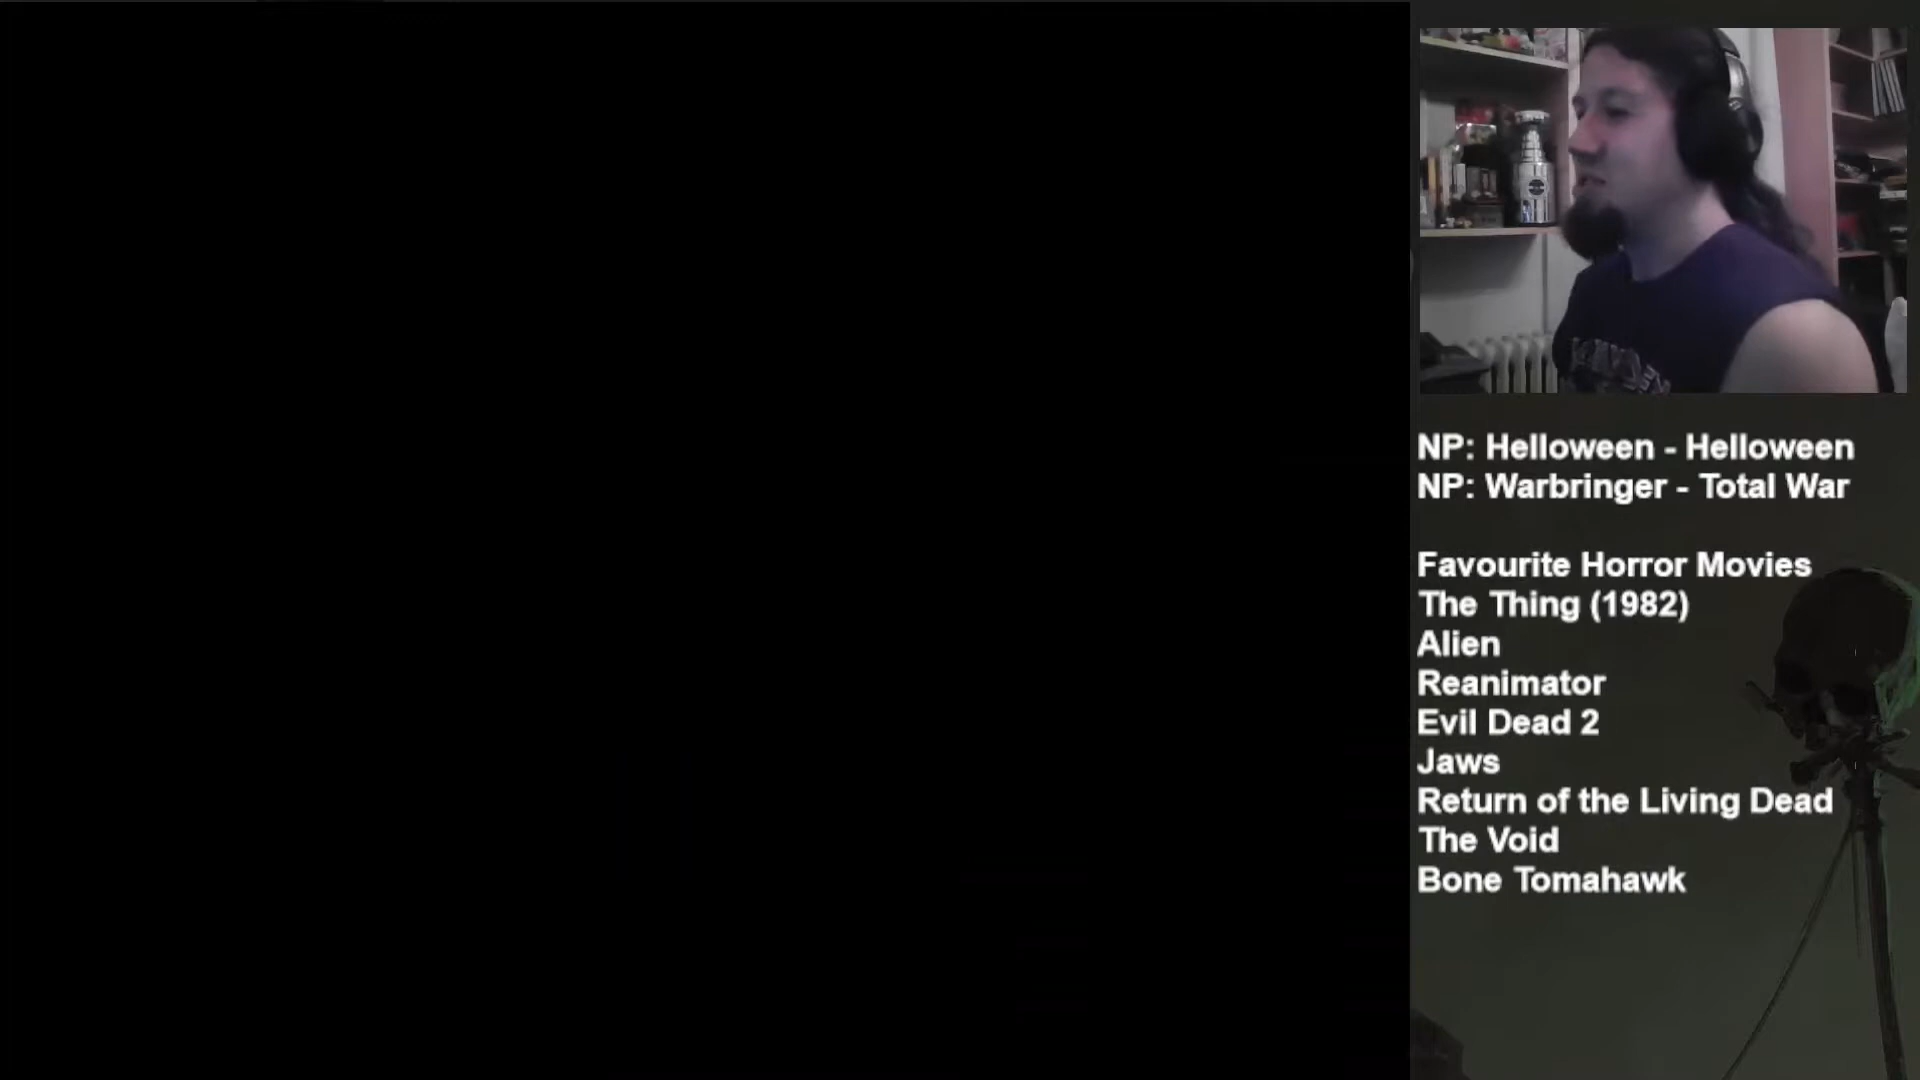 NP: Helloween - Helloween
NP: Warbringer - Total War
Favourite Horror Movies
The Thing (1982)
Alien
Reanimator
Evil Dead 2
Jaws
Return of the Living Dead
The Void
Bone Tomahawk